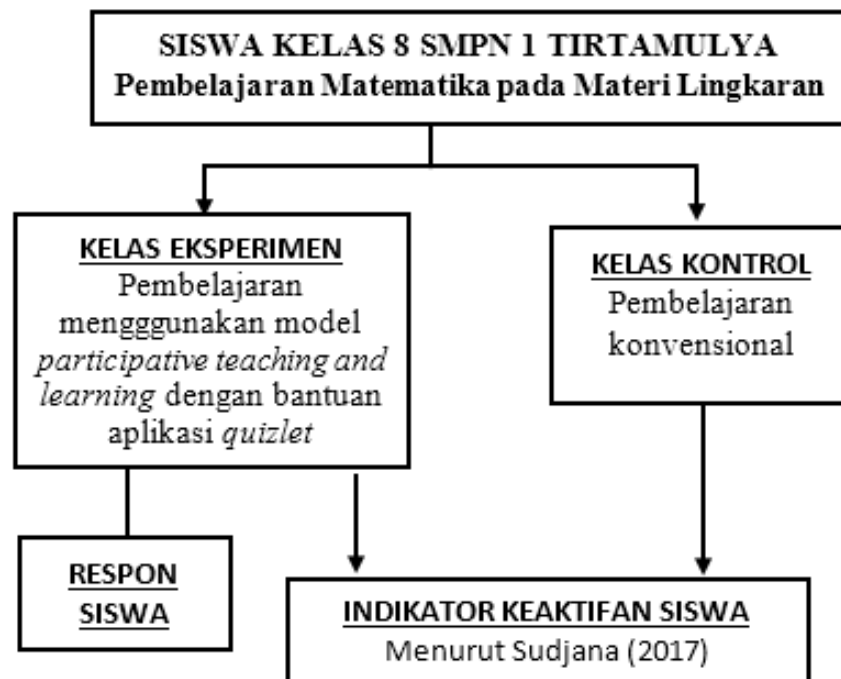 SISWA KELAS 8 SMPN 1 TIRTAMULYA
Pembelajaran Matematika pada Materi Lingkaran
KELAS EKSPERIMEN
Pembelajaran
mengggunakan model
participative teaching and
learning dengan bantuan
aplikasi quizlet
KELAS KONTROL
Pembelajaran
konvensional
RESPON
SISWA
INDIKATOR KEAKTIFAN SISWA
Menurut Sudjana (2017)